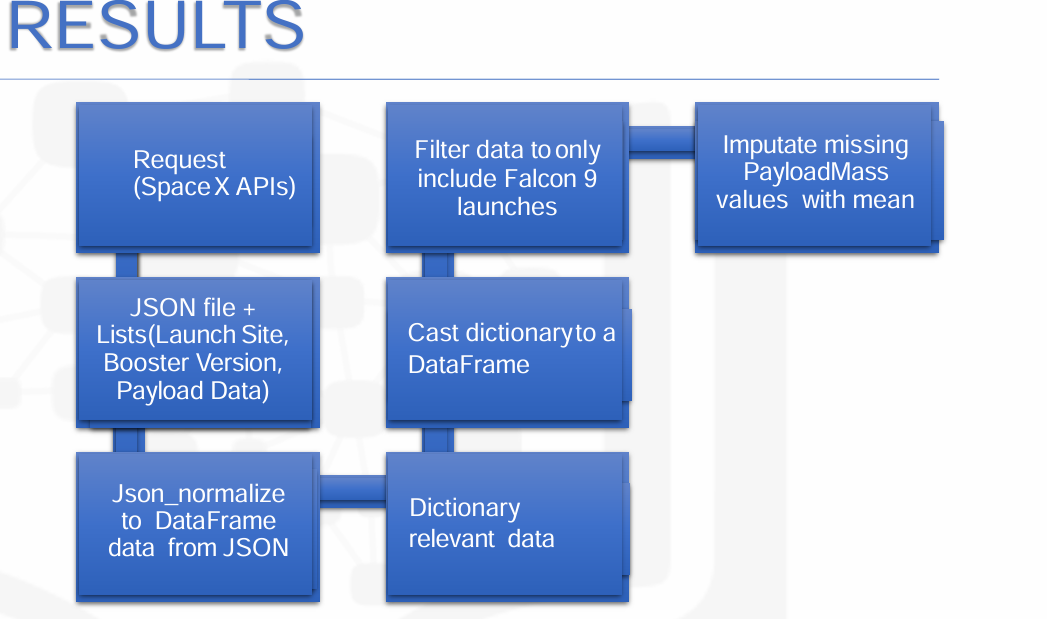 RESULTS
Request
(SpaceX APIs)
JSON file +
Lists(Launch Site,
Booster Version,
Payload Data)
Json_normalize
to DataFrame
data from JSON
Dictionary
relevant data
Cast dictionary to a
DataFrame
Filter data to only
include Falcon 9
launches
Imputate missing
PayloadMass
values with mean